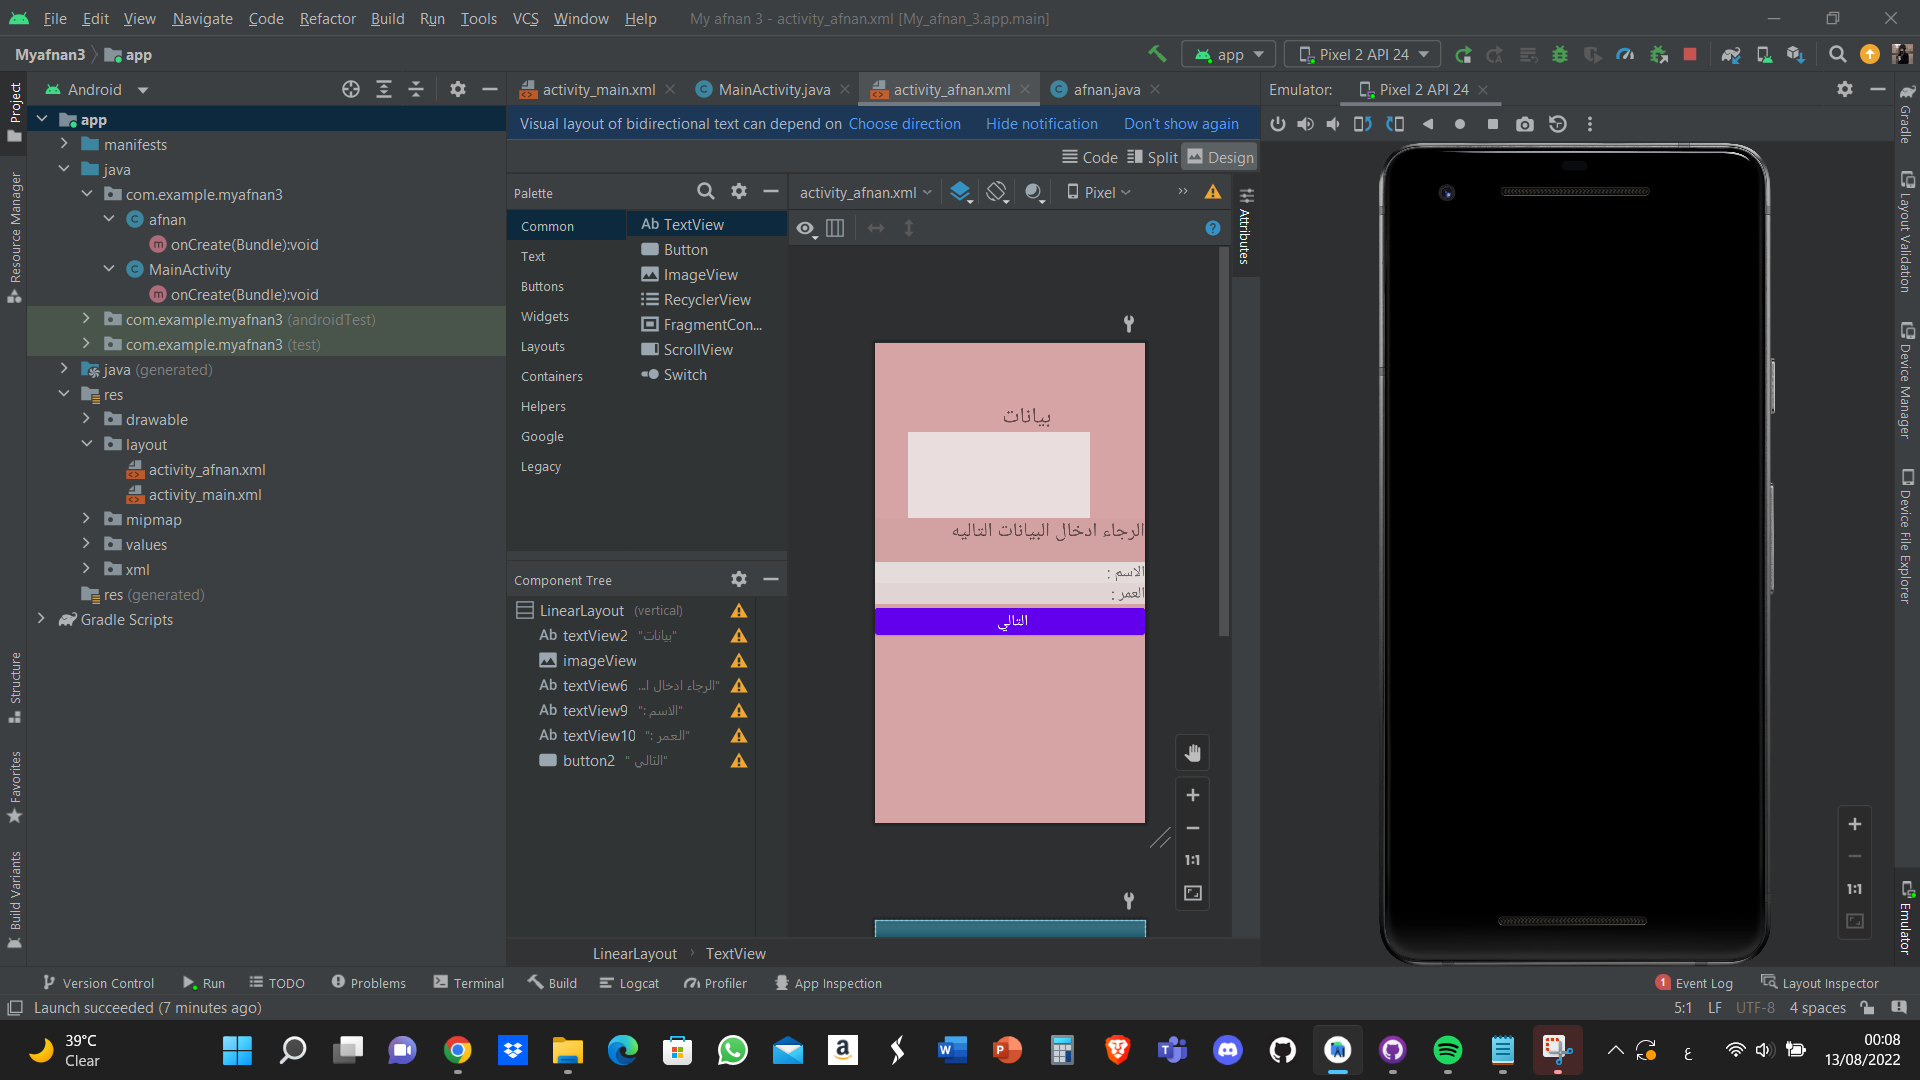 File Edit View Navigate Code Refactor Build Run Tools VCS Window Help My afnan 3 - activity_afnan.xml [My_afnan_3.app.main]
Myafnan3 app
app Pixel 2 API 24
Android
activity_main.xml MainActivity.java activity_afnan.xml afnan.java
Emulator: Pixel 2 API 24
Visual layout of bidirectional text can depend on Choose direction Hide notification Don't show again
Code Split Design
Project
Resource Manager
Structure
Favorites
Build Variants
app
manifests
java
com.example.myafnan3
afnan
onCreate(Bundle):void
MainActivity
onCreate(Bundle):void
com.example.myafnan3 (androidTest)
com.example.myafnan3 (test)
java (generated)
res
drawable
layout
activity_afnan.xml
activity_main.xml
mipmap
values
xml
res (generated)
Gradle Scripts
Palette
Common
Text
Buttons
Widgets
Layouts
Containers
Helpers
Google
Legacy
Ab TextView
Button
ImageView
RecyclerView
FragmentCon...
ScrollView
Switch
Component Tree
LinearLayout (vertical)
Ab textView2 "بيانات"
imageView
Ab textView6 "الرجاء ادخال ا...
Ab textView9 "الاسم :"
Ab textView10 "العمر :"
button2 "التالي "
activity_afnan.xml Pixel
Attributes
بيانات
الرجاء ادخال البيانات التاليه
الاسم :
العمر :
التالي
1:1
1:1
Gradle
Layout Validation
Device Manager
Device File Explorer
Emulator
LinearLayout TextView
Version Control Run TODO Problems Terminal Build Logcat Profiler App Inspection 1 Event Log Layout Inspector
Launch succeeded (7 minutes ago) 5:1 LF UTF-8 4 spaces
39°C
Clear
ع
00:08
13/08/2022